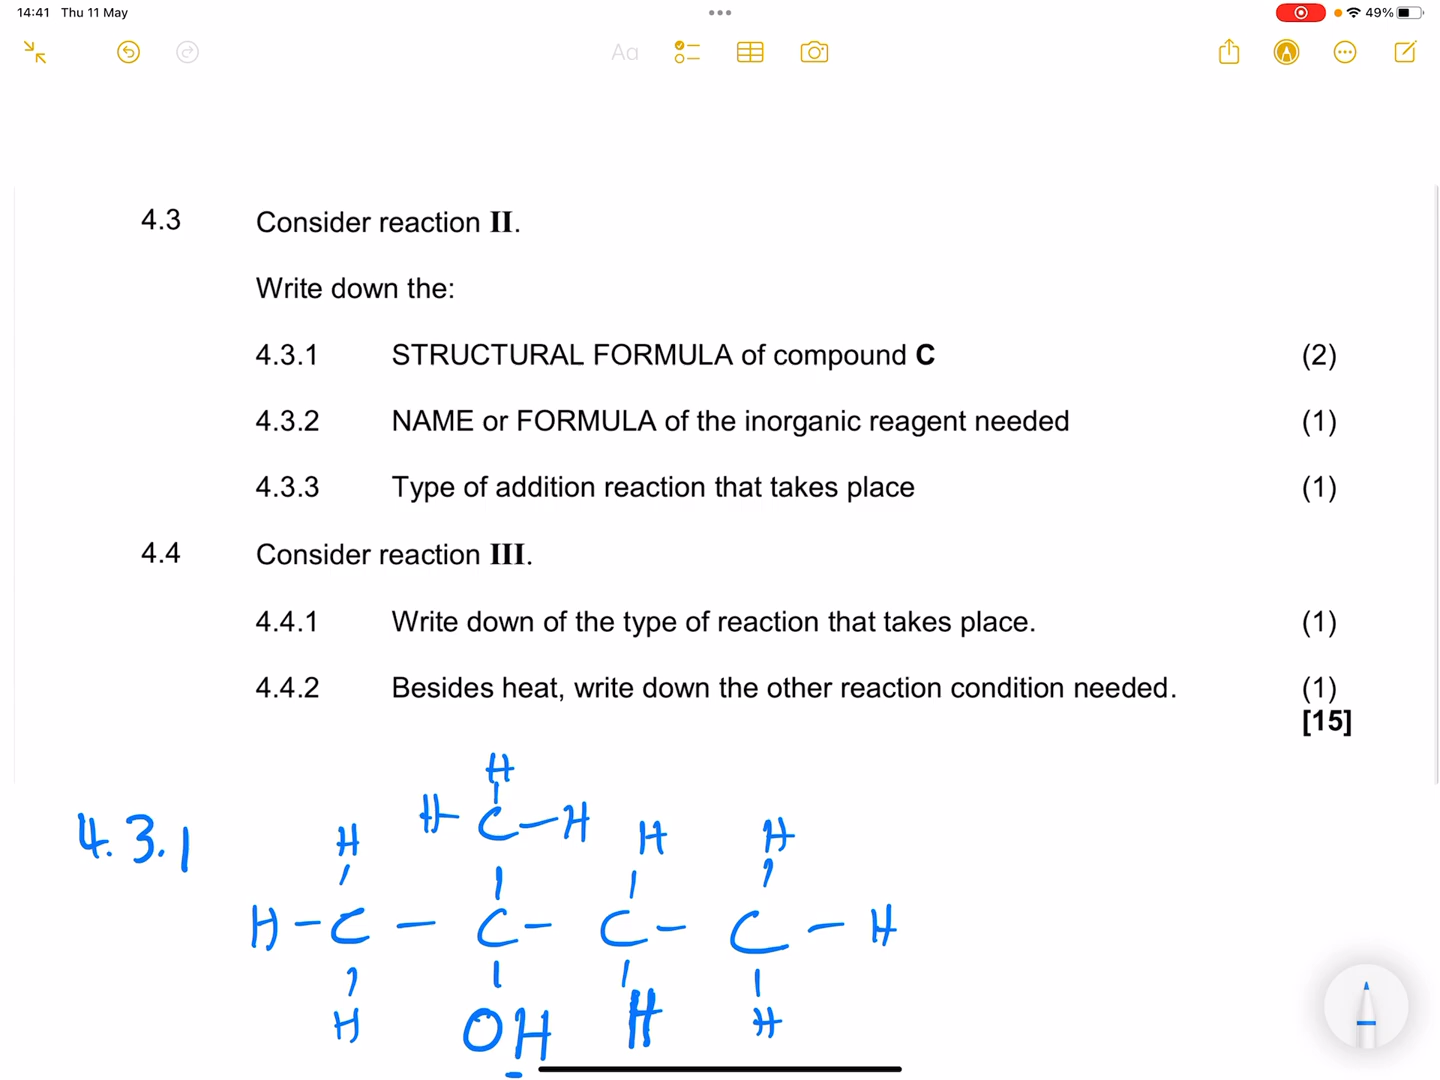 14:41 Thu 11 May
49%
Aa
4.3 Consider reaction II.
Write down the:
4.3.1 STRUCTURAL FORMULA of compound C (2)
4.3.2 NAME or FORMULA of the inorganic reagent needed (1)
4.3.3 Type of addition reaction that takes place (1)
4.4 Consider reaction III.
4.4.1 Write down of the type of reaction that takes place. (1)
4.4.2 Besides heat, write down the other reaction condition needed. (1)
[15]
H
4.3.1 H H-C-H H H
H-C-C-C-C-H
H OH H H